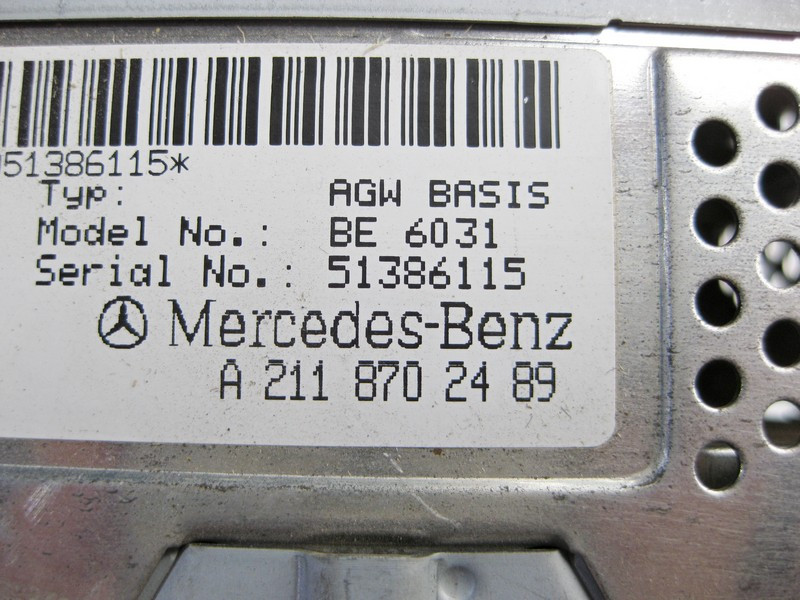 51386115*
Typ: AGW BASIS
Model No.: BE 6031
Serial No.: 51386115
Mercedes-Benz
A 211 870 24 89